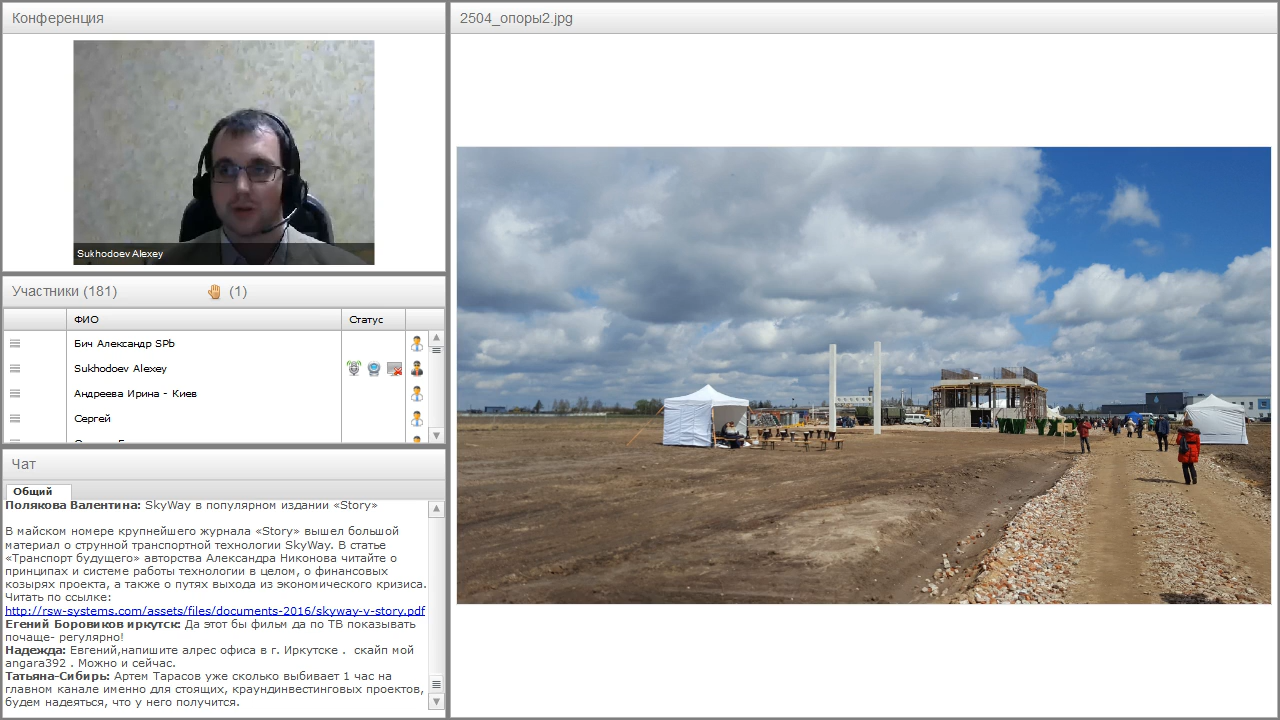 Конференция
2504_опоры2.jpg
Sukhodoev Alexey
Участники (181)
(1)
ФИО
Статус
Бич Александр SPb
Sukhodoev Alexey
Андреева Ирина - Киев
Сергей
Чат
Общий
Полякова Валентина: SkyWay в популярном издании «Story»
В майском номере крупнейшего журнала «Story» вышел большой
материал о струнной транспортной технологии SkyWay. В статье
«Транспорт будущего» авторства Александра Никонова читайте о
принципах и системе работы технологии в целом, о финансовых
козырях проекта, а также о путях выхода из экономического кризиса.
Читать по ссылке:
http://rsw-systems.com/assets/files/documents-2016/skyway-v-story.pdf
Егений Боровиков иркутск: Да этот бы фильм да по ТВ показывать
почаще- регулярно!
Надежда: Евгений,напишите алрес офиса в г. Иркутске . скайп мой
angara392 . Можно и сейчас.
Татьяна-Сибирь: Артем Тарасов уже сколько выбивает 1 час на
главном канале именно для стоящих, краундинвестинговых проектов,
будем надеяться, что у него получится.